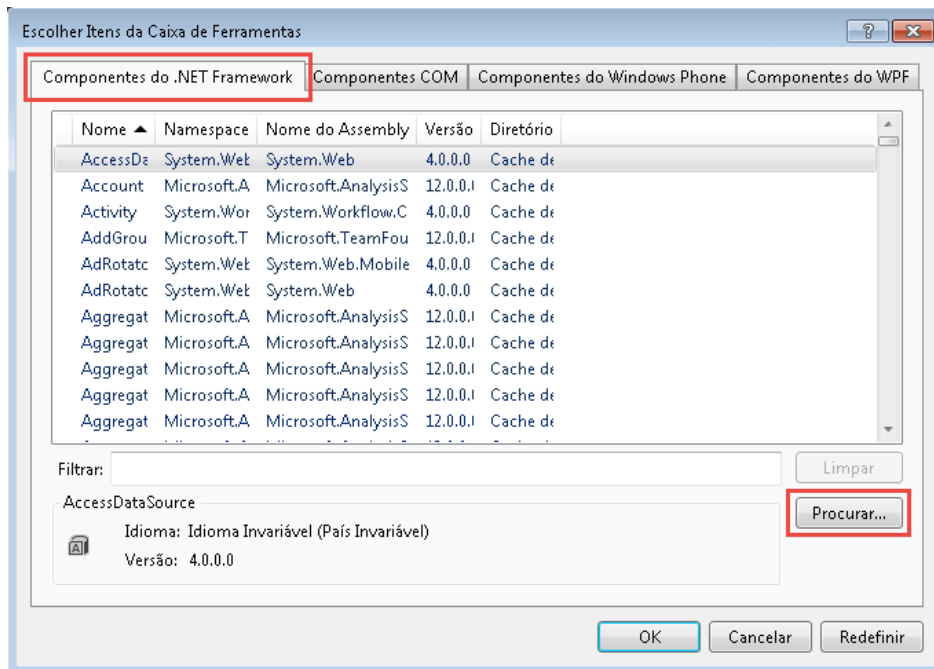 Escolher Itens da Caixa de Ferramentas
Componentes do .NET Framework Componentes COM Componentes do Windows Phone Componentes do WPF
Nome Namespace Nome do Assembly Versão Diretório
AccessDa System.Web System.Web 4.0.0.0 Cache de
Account Microsoft.A Microsoft.AnalysisS 12.0.0.( Cache de
Activity System.Wor System.Workflow.C 4.0.0.0 Cache de
AddGrou Microsoft.T Microsoft.TeamFou 12.0.0.( Cache de
AdRotatc System.Web System.Web.Mobile 4.0.0.0 Cache de
AdRotatc System.Web System.Web 4.0.0.0 Cache de
Aggregat Microsoft.A Microsoft.AnalysisS 12.0.0.( Cache de
Aggregat Microsoft.A Microsoft.AnalysisS 12.0.0.( Cache de
Aggregat Microsoft.A Microsoft.AnalysisS 12.0.0.( Cache de
Aggregat Microsoft.A Microsoft.AnalysisS 12.0.0.( Cache de
Aggregat Microsoft.A Microsoft.AnalysisS 12.0.0.( Cache de
Filtrar: Limpar
AccessDataSource
Procurar...
Idioma: Idioma Invariável (País Invariável)
Versão: 4.0.0.0
OK Cancelar Redefinir